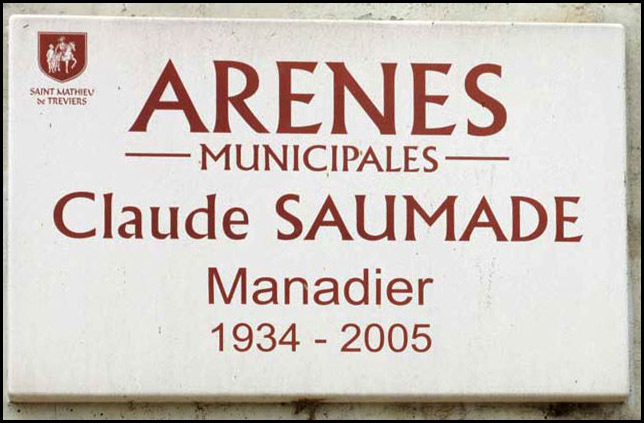 SAINT MATHIEU
de TREVIERS
ARENES
MUNICIPALES
Claude SAUMADE
Manadier
1934 - 2005